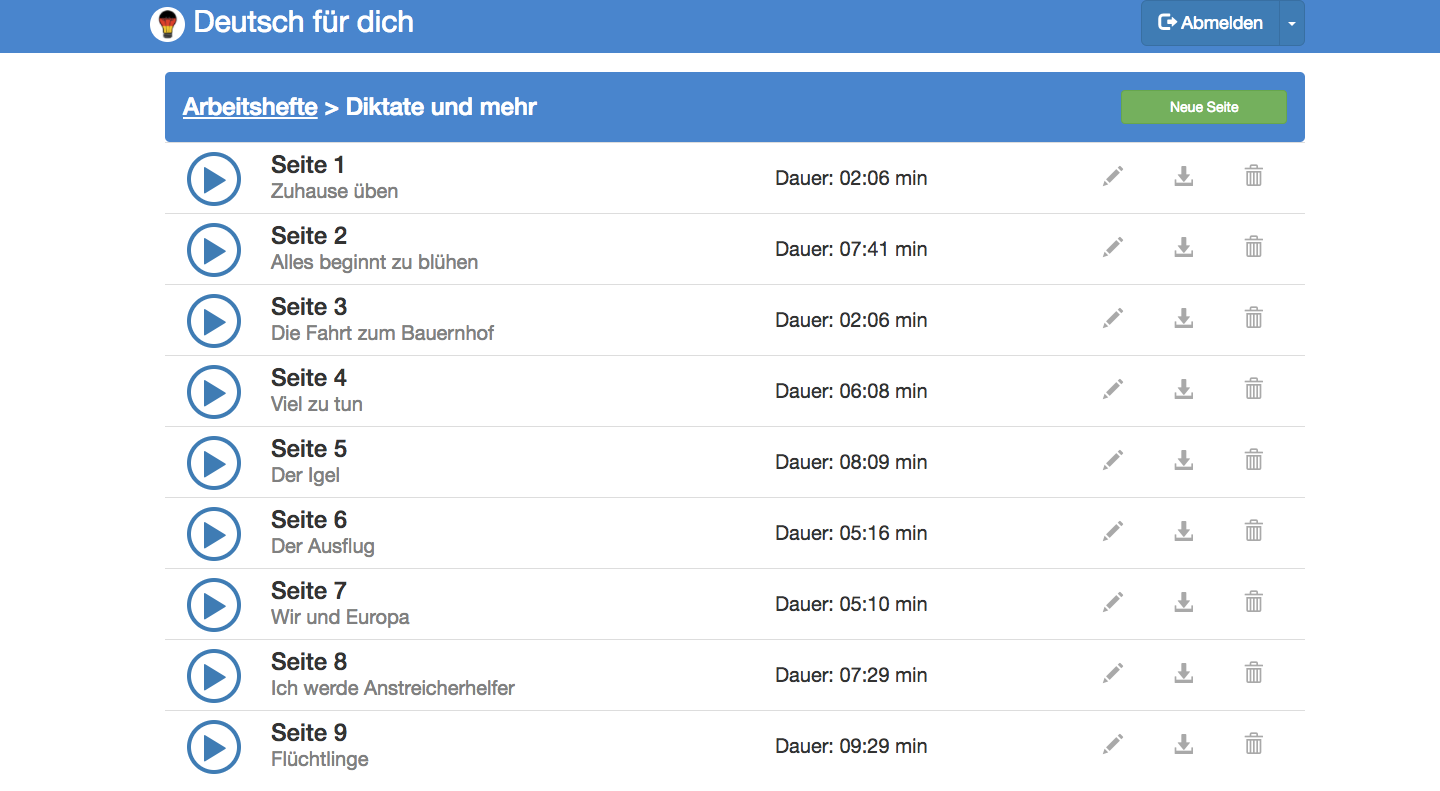 Deutsch für dich
Abmelden
Arbeitshefte > Diktate und mehr
Neue Seite
Seite 1
Zuhause üben
Dauer: 02:06 min
Seite 2
Alles beginnt zu blühen
Dauer: 07:41 min
Seite 3
Die Fahrt zum Bauernhof
Dauer: 02:06 min
Seite 4
Viel zu tun
Dauer: 06:08 min
Seite 5
Der Igel
Dauer: 08:09 min
Seite 6
Der Ausflug
Dauer: 05:16 min
Seite 7
Wir und Europa
Dauer: 05:10 min
Seite 8
Ich werde Anstreicherhelfer
Dauer: 07:29 min
Seite 9
Flüchtlinge
Dauer: 09:29 min